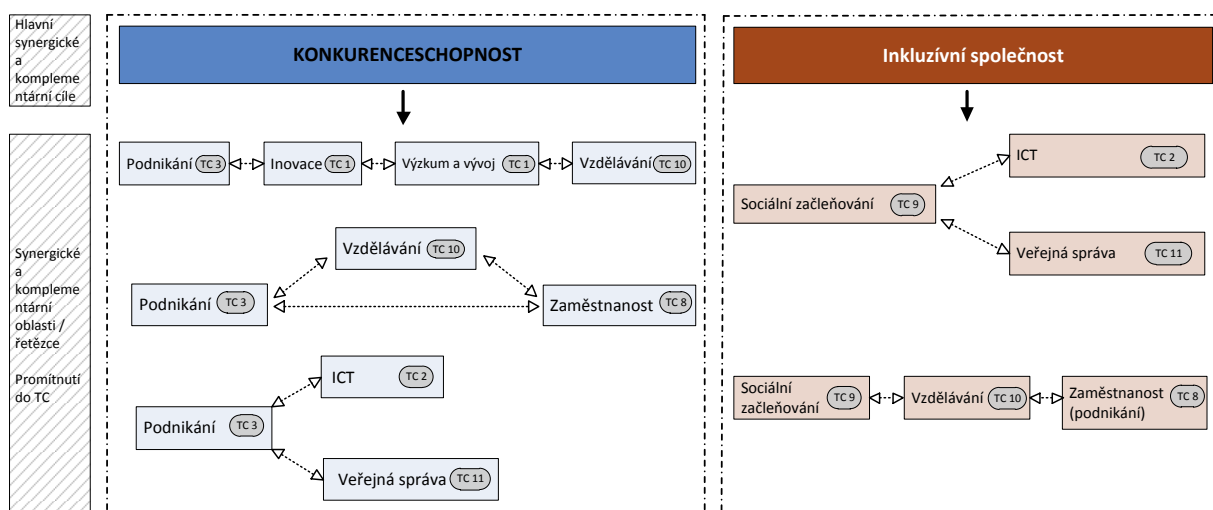 Hlavní
synergické
a
kompleme
ntární cíle
KONKURENCESCHOPNOST
Inkluzívní společnost
Synergické
a
komplementární
oblasti /
řetězce
Promítnutí
do TC
Podnikání TC 3
Inovace TC 1
Výzkum a vývoj TC 1
Vzdělávání TC 10
Vzdělávání TC 10
Podnikání TC 3
Zaměstnanost TC 8
ICT TC 2
Podnikání TC 3
Veřejná správa TC 11
ICT TC 2
Sociální začleňování TC 9
Veřejná správa TC 11
Sociální
začleňování TC 9
Vzdělávání TC 10
Zaměstnanost TC 8
(podnikání)